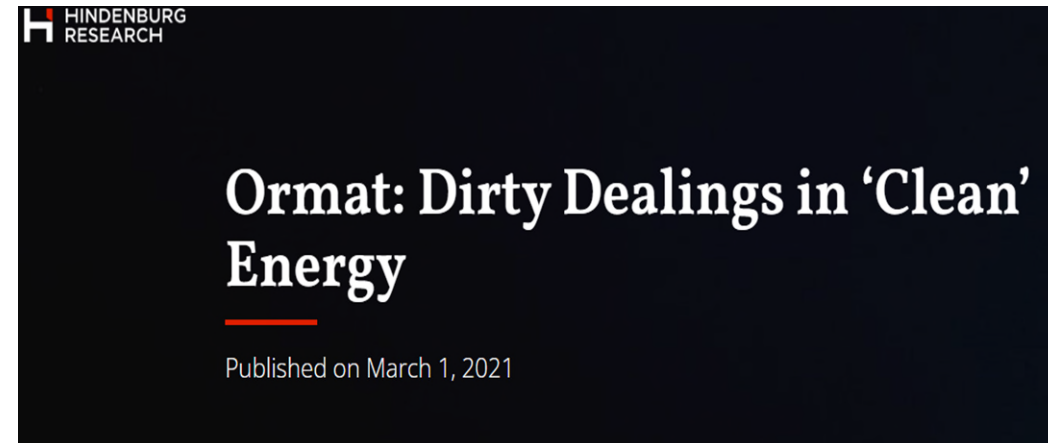 HINDENBURG
RESEARCH
Ormat: Dirty Dealings in ‘Clean’
Energy
Published on March 1, 2021